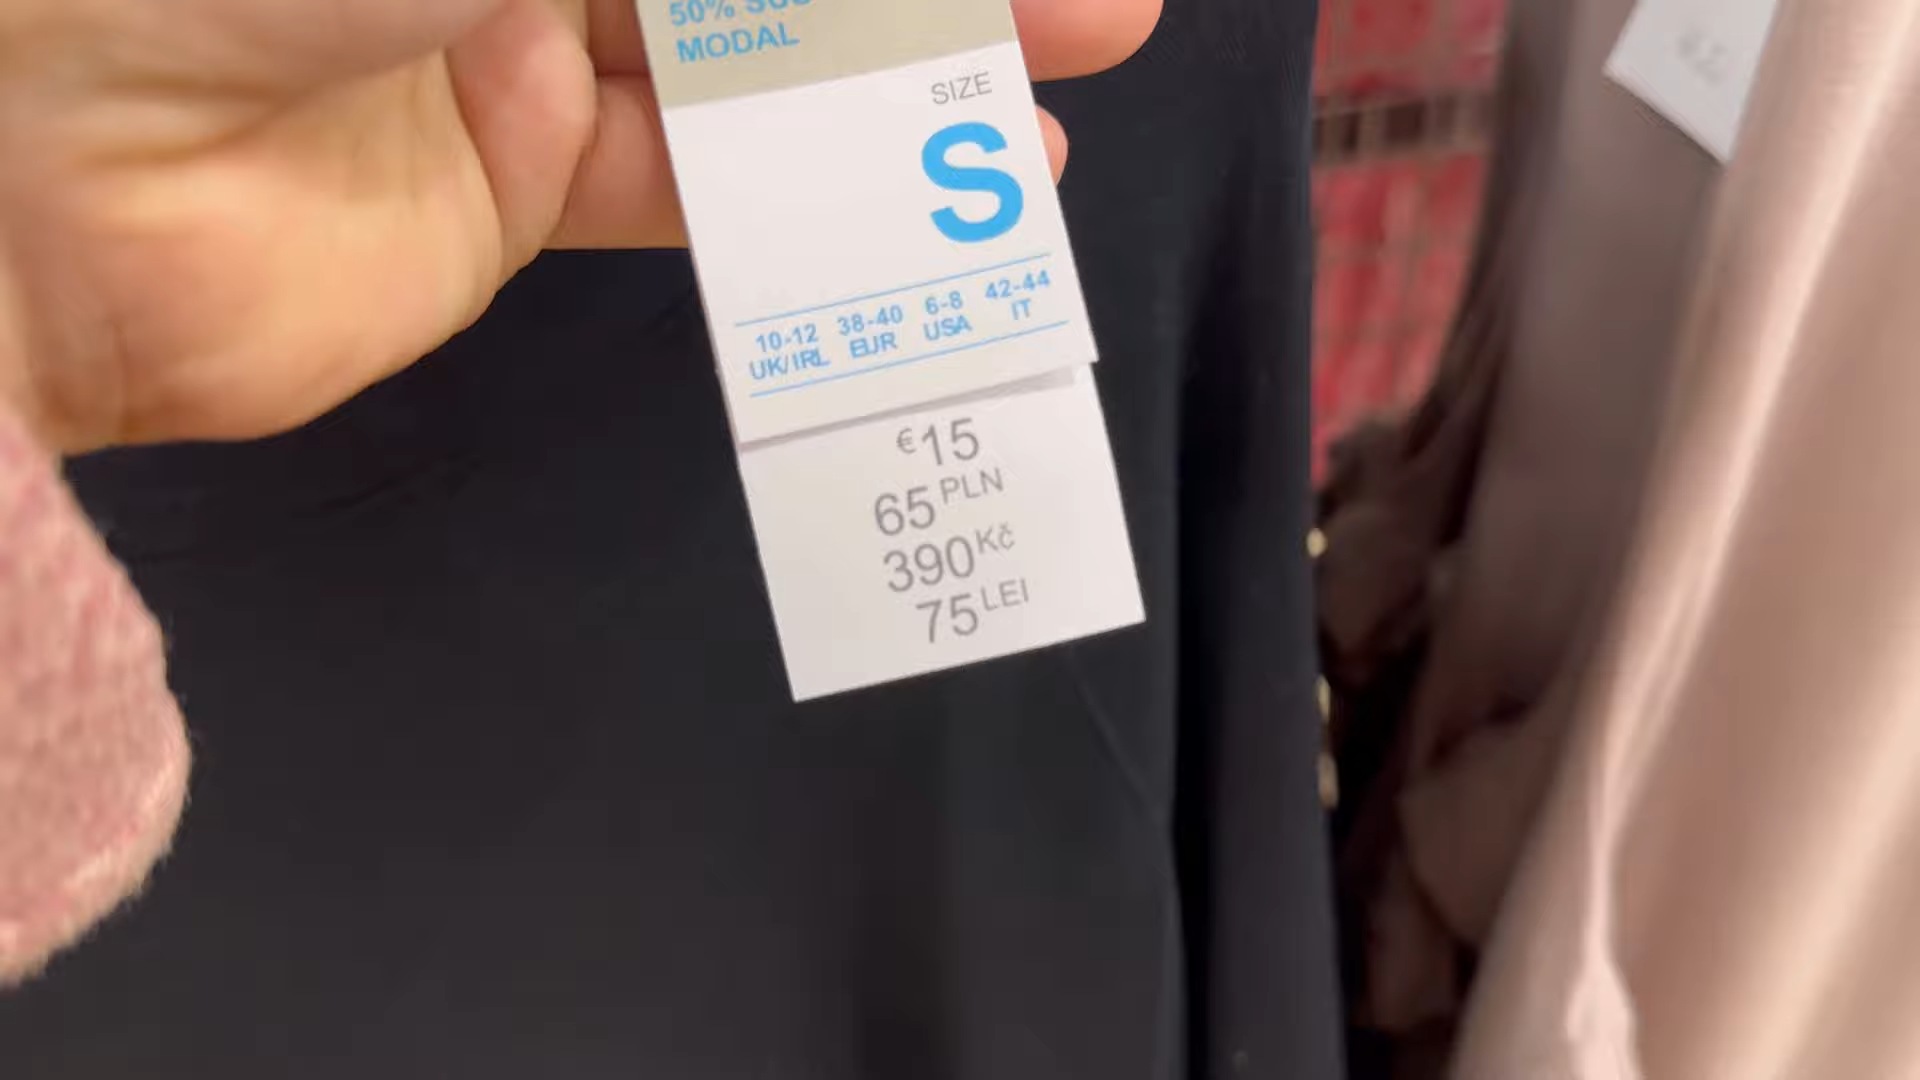 50%
MODAL
SIZE
S
10-12 38-40 6-8 42-44
UK/IRL EUR USA IT
€15
65 PLN
390 Kč
75 LEI